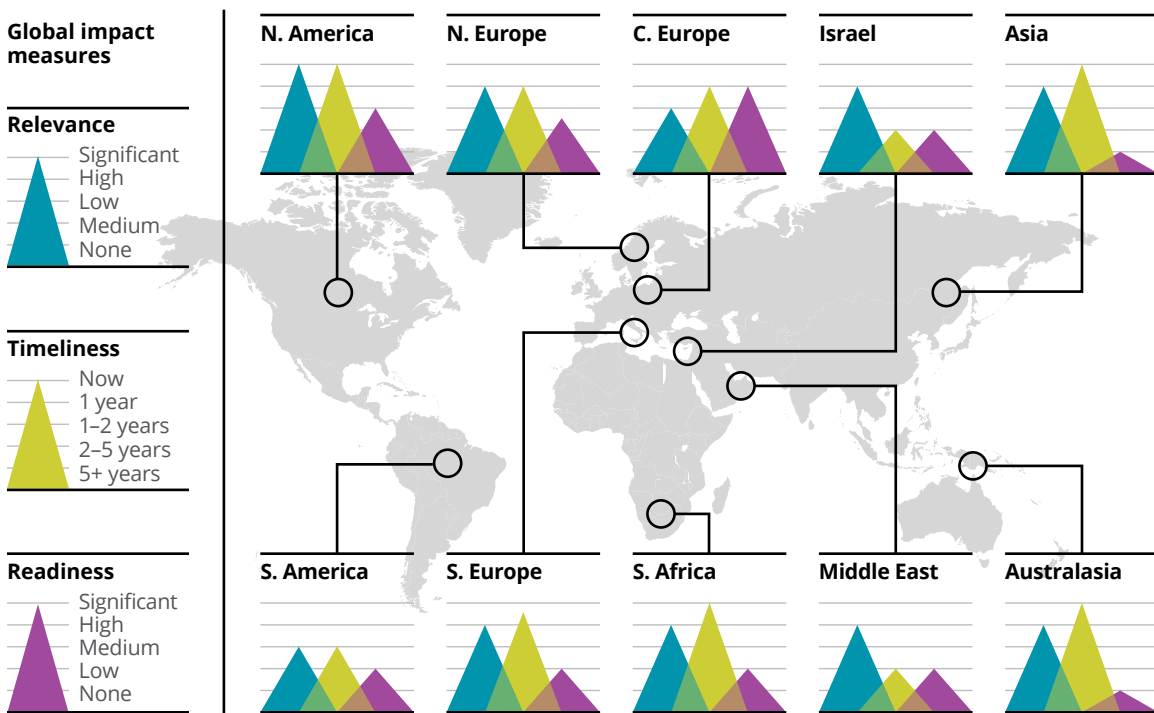 Global impact
measures
Relevance
Significant
High
Low
Medium
None
Timeliness
Now
1 year
1–2 years
2–5 years
5+ years
Readiness
Significant
High
Medium
Low
None
N. America
N. Europe
C. Europe
Israel
Asia
S. America
S. Europe
S. Africa
Middle East
Australasia